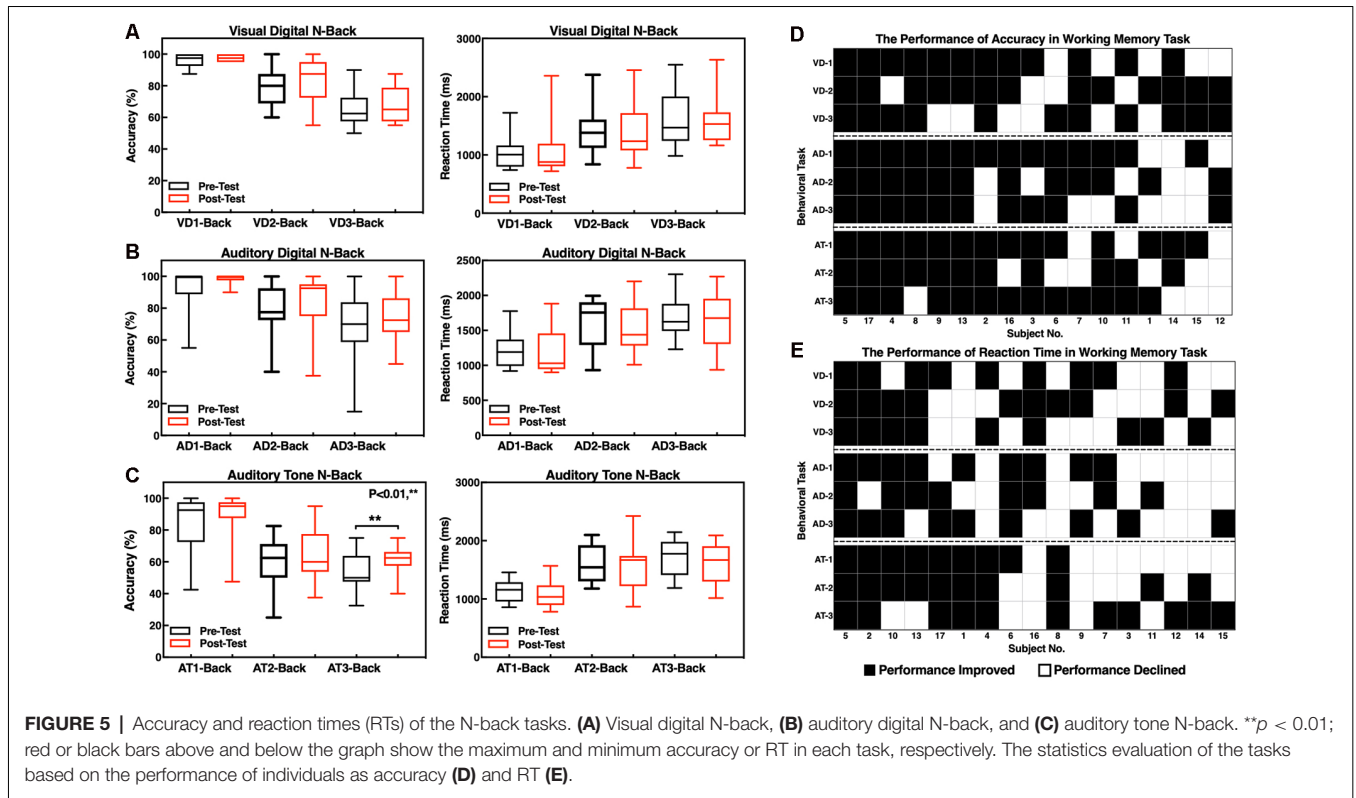 A
Visual Digital N-Back
Accuracy (%)
100
80
60
40
20
0
Pre-Test
Post-Test
VD1-Back VD2-Back VD3-Back
Visual Digital N-Back
Reaction Time (ms)
3000
2000
1000
0
Pre-Test
Post-Test
VD1-Back VD2-Back VD3-Back
B
Auditory Digital N-Back
Accuracy (%)
100
80
60
40
20
0
Pre-Test
Post-Test
AD1-Back AD2-Back AD3-Back
Auditory Digital N-Back
Reaction Time (ms)
2500
2000
1500
1000
500
0
Pre-Test
Post-Test
AD1-Back AD2-Back AD3-Back
C
Auditory Tone N-Back
P<0.01,**
**
Accuracy (%)
100
80
60
40
20
0
Pre-Test
Post-Test
AT1-Back AT2-Back AT3-Back
Auditory Tone N-Back
Reaction Time (ms)
3000
2000
1000
0
Pre-Test
Post-Test
AT1-Back AT2-Back AT3-Back
D
The Performance of Accuracy in Working Memory Task
Behavioral Task
VD-1
VD-2
VD-3
AD-1
AD-2
AD-3
AT-1
AT-2
AT-3
5 17 4 8 9 13 2 16 3 6 7 10 11 1 14 15 12
Subject No.
E
The Performance of Reaction Time in Working Memory Task
Behavioral Task
VD-1
VD-2
VD-3
AD-1
AD-2
AD-3
AT-1
AT-2
AT-3
5 2 10 13 17 1 4 6 16 8 9 7 3 11 12 14 15
Subject No.
Performance Improved Performance Declined
FIGURE 5 | Accuracy and reaction times (RTs) of the N-back tasks. (A) Visual digital N-back, (B) auditory digital N-back, and (C) auditory tone N-back. **p < 0.01;
red or black bars above and below the graph show the maximum and minimum accuracy or RT in each task, respectively. The statistics evaluation of the tasks
based on the performance of individuals as accuracy (D) and RT (E).